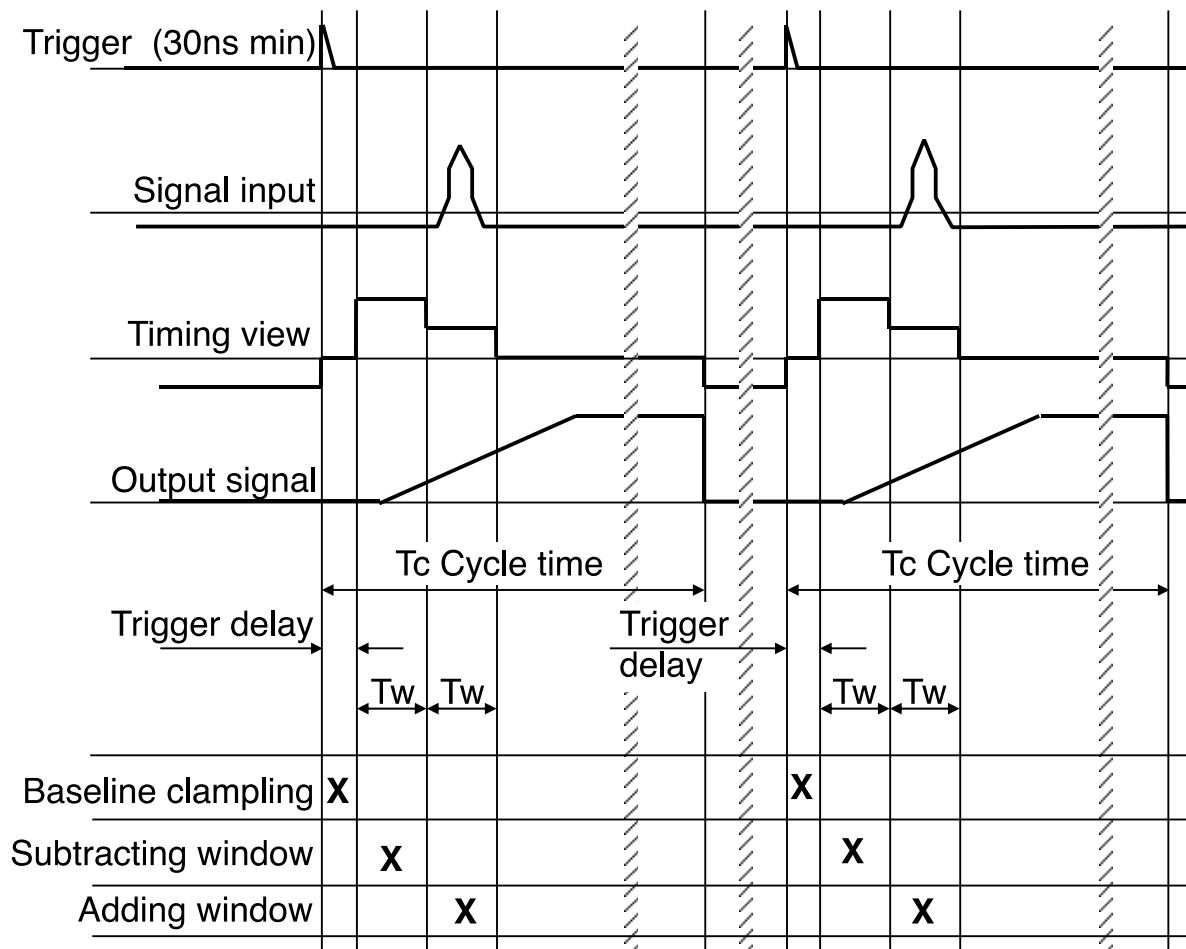 Trigger (30ns min)
Signal input
Timing view
Output signal
Tc Cycle time
Tc Cycle time
Trigger delay
Trigger
delay
Tw
Tw
Tw
Tw
Baseline clamping
X
X
Subtracting window
X
X
Adding window
X
X